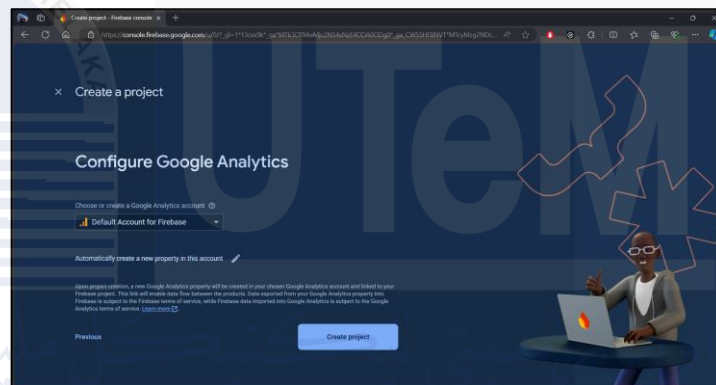 Create project - Firebase console
Create a project
Configure Google Analytics
Choose or create a Google Analytics account
Default Account for Firebase
Automatically create a new property in this account
Upon project creation, a new Google Analytics property will be created in your chosen Google Analytics account and linked to your
Firebase project. This link will enable data flow between the products. Data exported from your Google Analytics property into
Firebase is subject to the Firebase terms of service, while Firebase data imported into Google Analytics is subject to the Google
Analytics terms of service. Learn more
Previous
Create project
UTeM